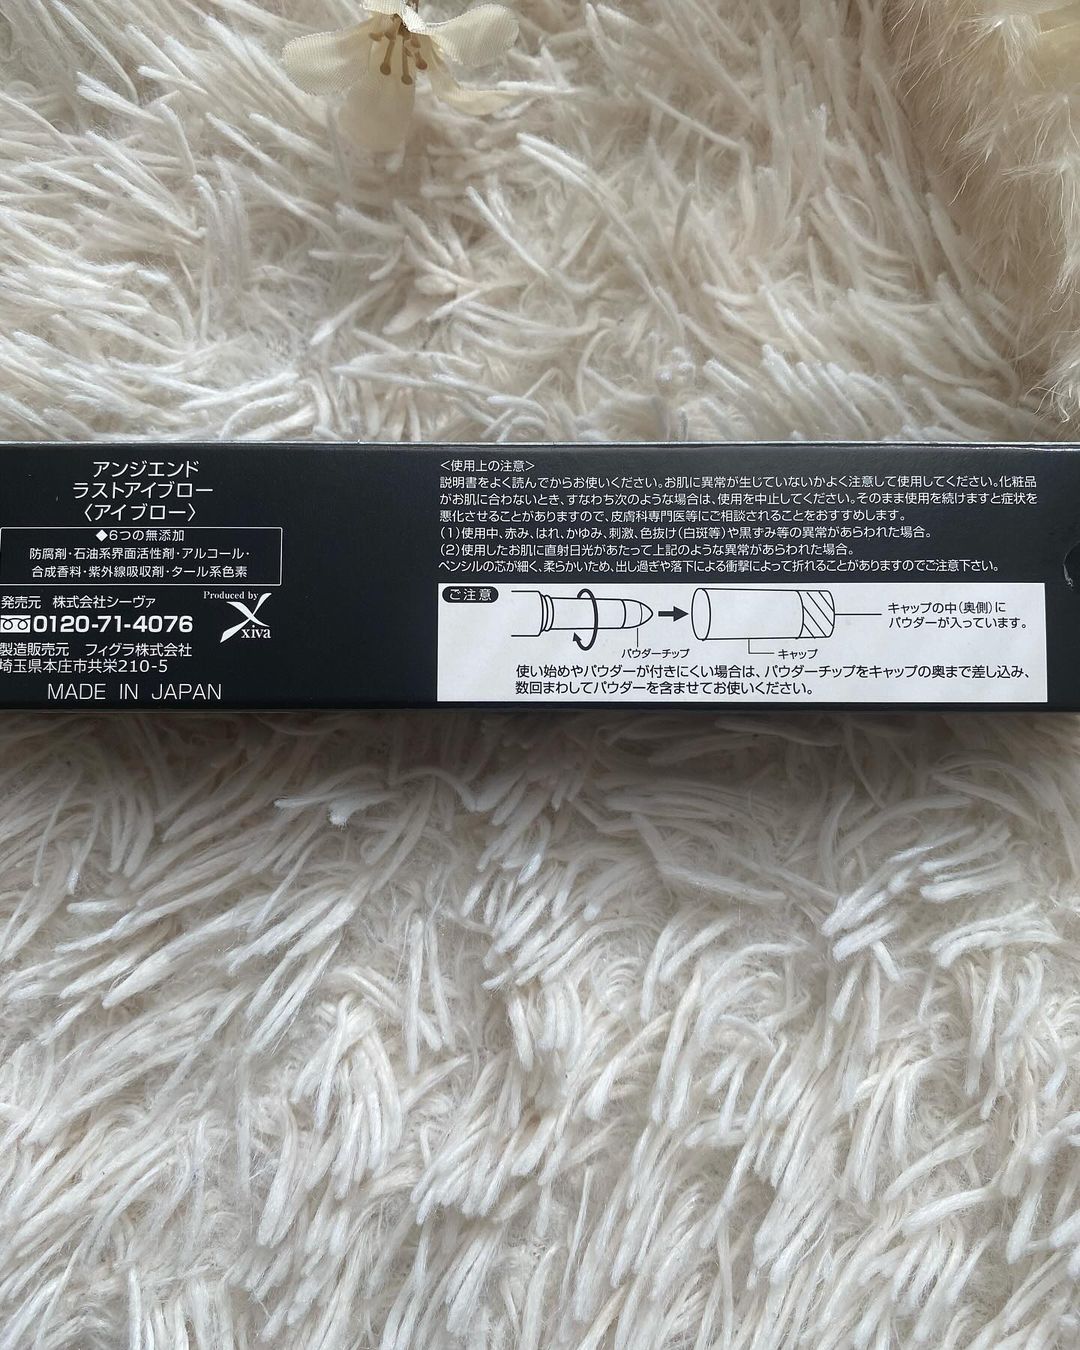 アンジエンド
ラストアイブロー
〈アイブロー〉
◆6つの無添加
防腐剤・石油系界面活性剤・アルコール・
合成香料・紫外線吸収剤・タール系色素
発売元 株式会社シーヴァ
0120-71-4076
製造販売元 フィグラ株式会社
埼玉県本庄市共栄210-5
MADE IN JAPAN
Produced by
xiva
＜使用上の注意＞
説明書をよく読んでからお使いください。お肌に異常が生じていないかよく注意して使用してください。化粧品
がお肌に合わないとき、すなわち次のような場合は、使用を中止してください。そのまま使用を続けますと症状を
悪化させることがありますので、皮膚科専門医等にご相談されることをおすすめします。
(1)使用中、赤み、はれ、かゆみ、刺激、色抜け(白斑等)や黒ずみ等の異常があらわれた場合。
(2)使用したお肌に直射日光があたって上記のような異常があらわれた場合。
ペンシルの芯が細く、柔らかいため、出し過ぎや落下による衝撃によって折れることがありますのでご注意下さい。
ご注意
パウダーチップ
キャップ
キャップの中(奥側)に
パウダーが入っています。
使い始めやパウダーが付きにくい場合は、パウダーチップをキャップの奥まで差し込み、
数回まわしてパウダーを含ませてお使いください。